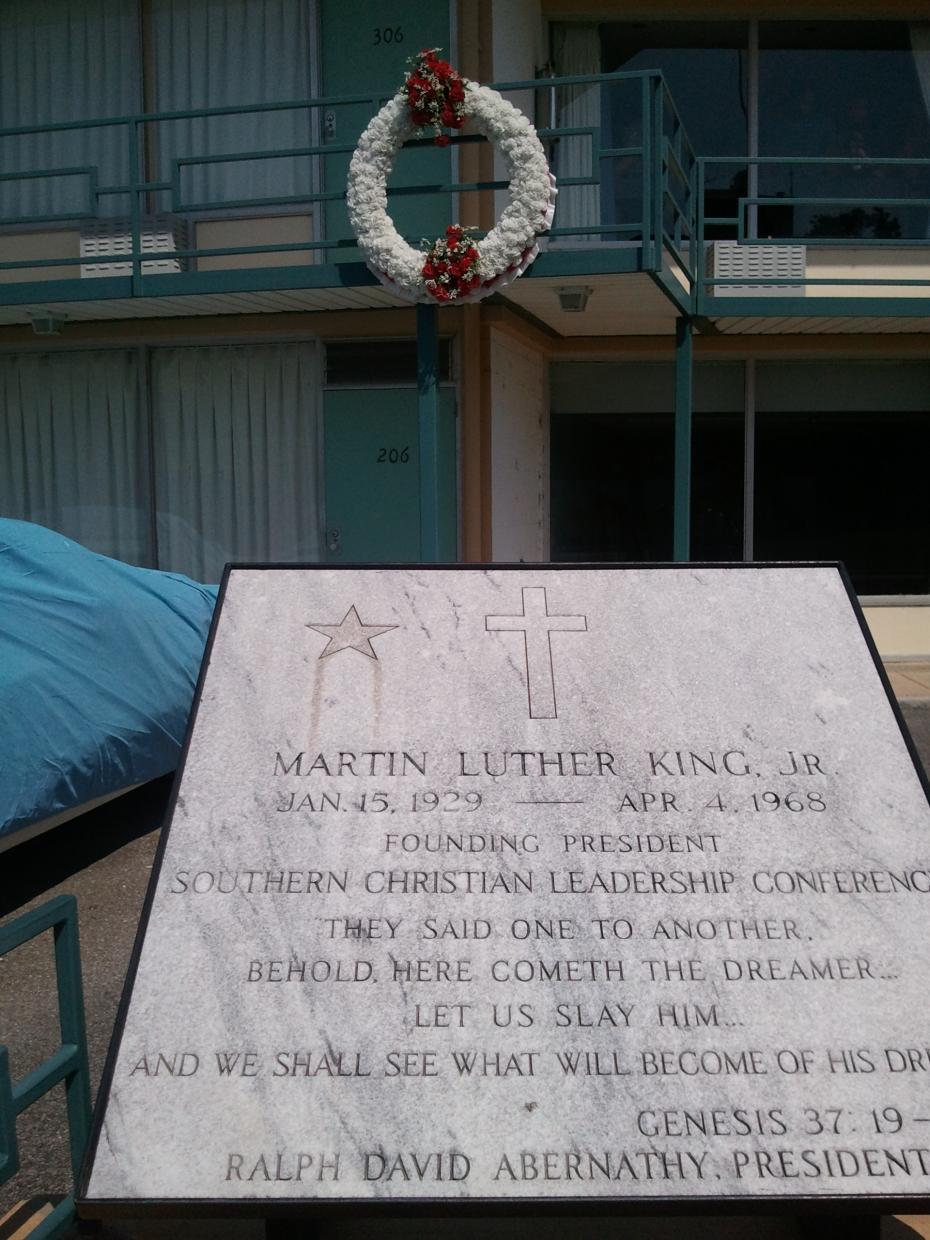 306
206
MARTIN LUTHER KING, JR.
JAN. 15, 1929 — APR. 4, 1968
FOUNDING PRESIDENT
SOUTHERN CHRISTIAN LEADERSHIP CONFERENC
THEY SAID ONE TO ANOTHER,
BEHOLD, HERE COMETH THE DREAMER...
LET US SLAY HIM...
AND WE SHALL SEE WHAT WILL BECOME OF HIS DR
GENESIS 37: 19 –
RALPH DAVID ABERNATHY, PRESIDENT